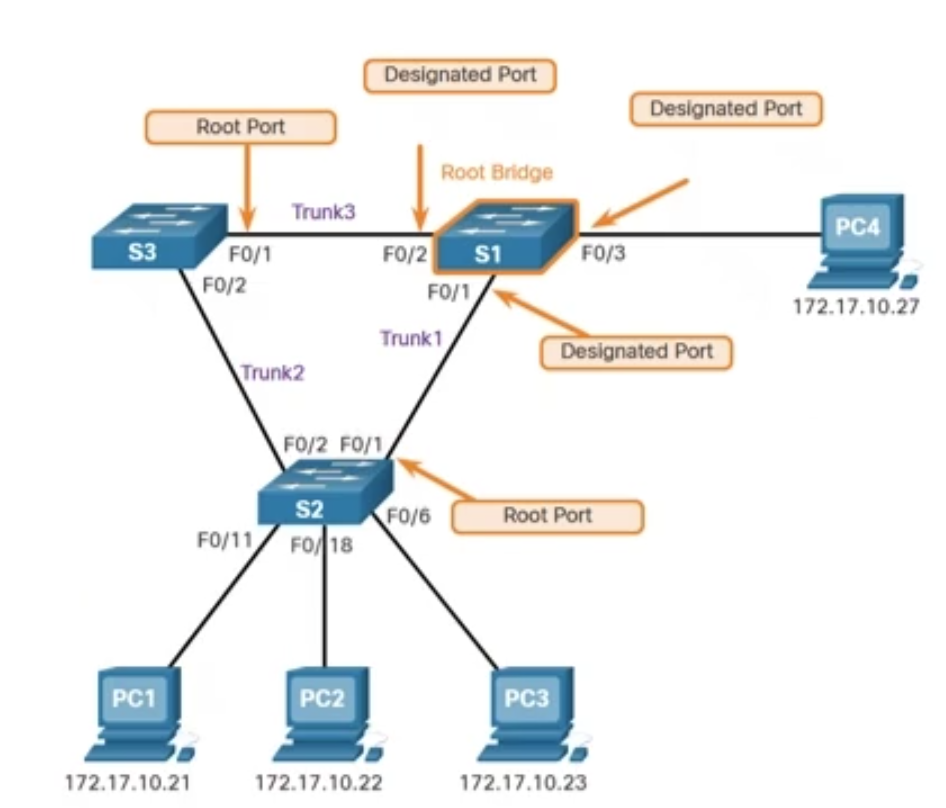 Designated Port
Designated Port
Root Port
Root Bridge
Trunk3
S3
F0/1
F0/2
S1
F0/3
PC4
F0/2
F0/1
172.17.10.27
Trunk1
Designated Port
Trunk2
F0/2 F0/1
S2
F0/6
Root Port
F0/11
F0/18
PC1
PC2
PC3
172.17.10.21
172.17.10.22
172.17.10.23